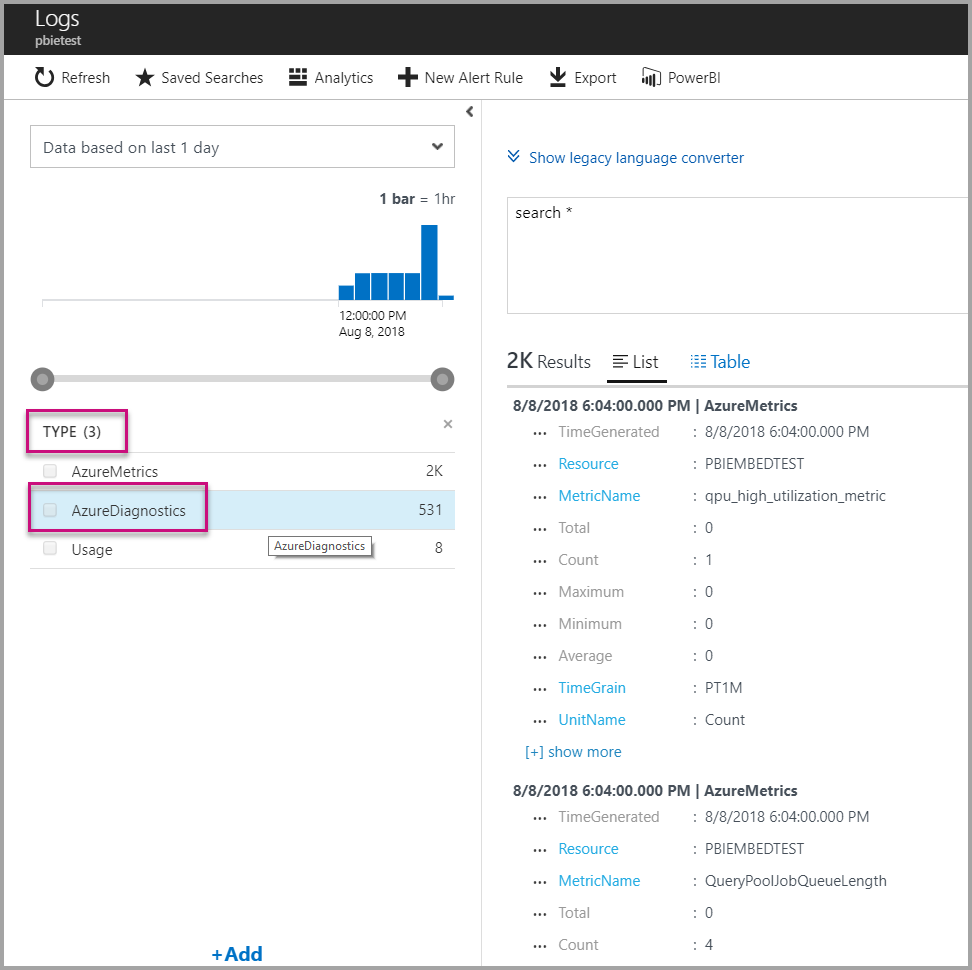 Logs
pbietest
Refresh Saved Searches Analytics New Alert Rule Export PowerBI
Data based on last 1 day
1 bar = 1hr
12:00:00 PM
Aug 8, 2018
TYPE (3)
AzureMetrics 2K
AzureDiagnostics 531
Usage 8
AzureDiagnostics
+Add
Show legacy language converter
search *
2K Results List Table
8/8/2018 6:04:00.000 PM | AzureMetrics
... TimeGenerated : 8/8/2018 6:04:00.000 PM
... Resource : PBIEMBEDTEST
... MetricName : qpu_high_utilization_metric
... Total : 0
... Count : 1
... Maximum : 0
... Minimum : 0
... Average : 0
... TimeGrain : PT1M
... UnitName : Count
[+] show more
8/8/2018 6:04:00.000 PM | AzureMetrics
... TimeGenerated : 8/8/2018 6:04:00.000 PM
... Resource : PBIEMBEDTEST
... MetricName : QueryPoolJobQueueLength
... Total : 0
... Count : 4